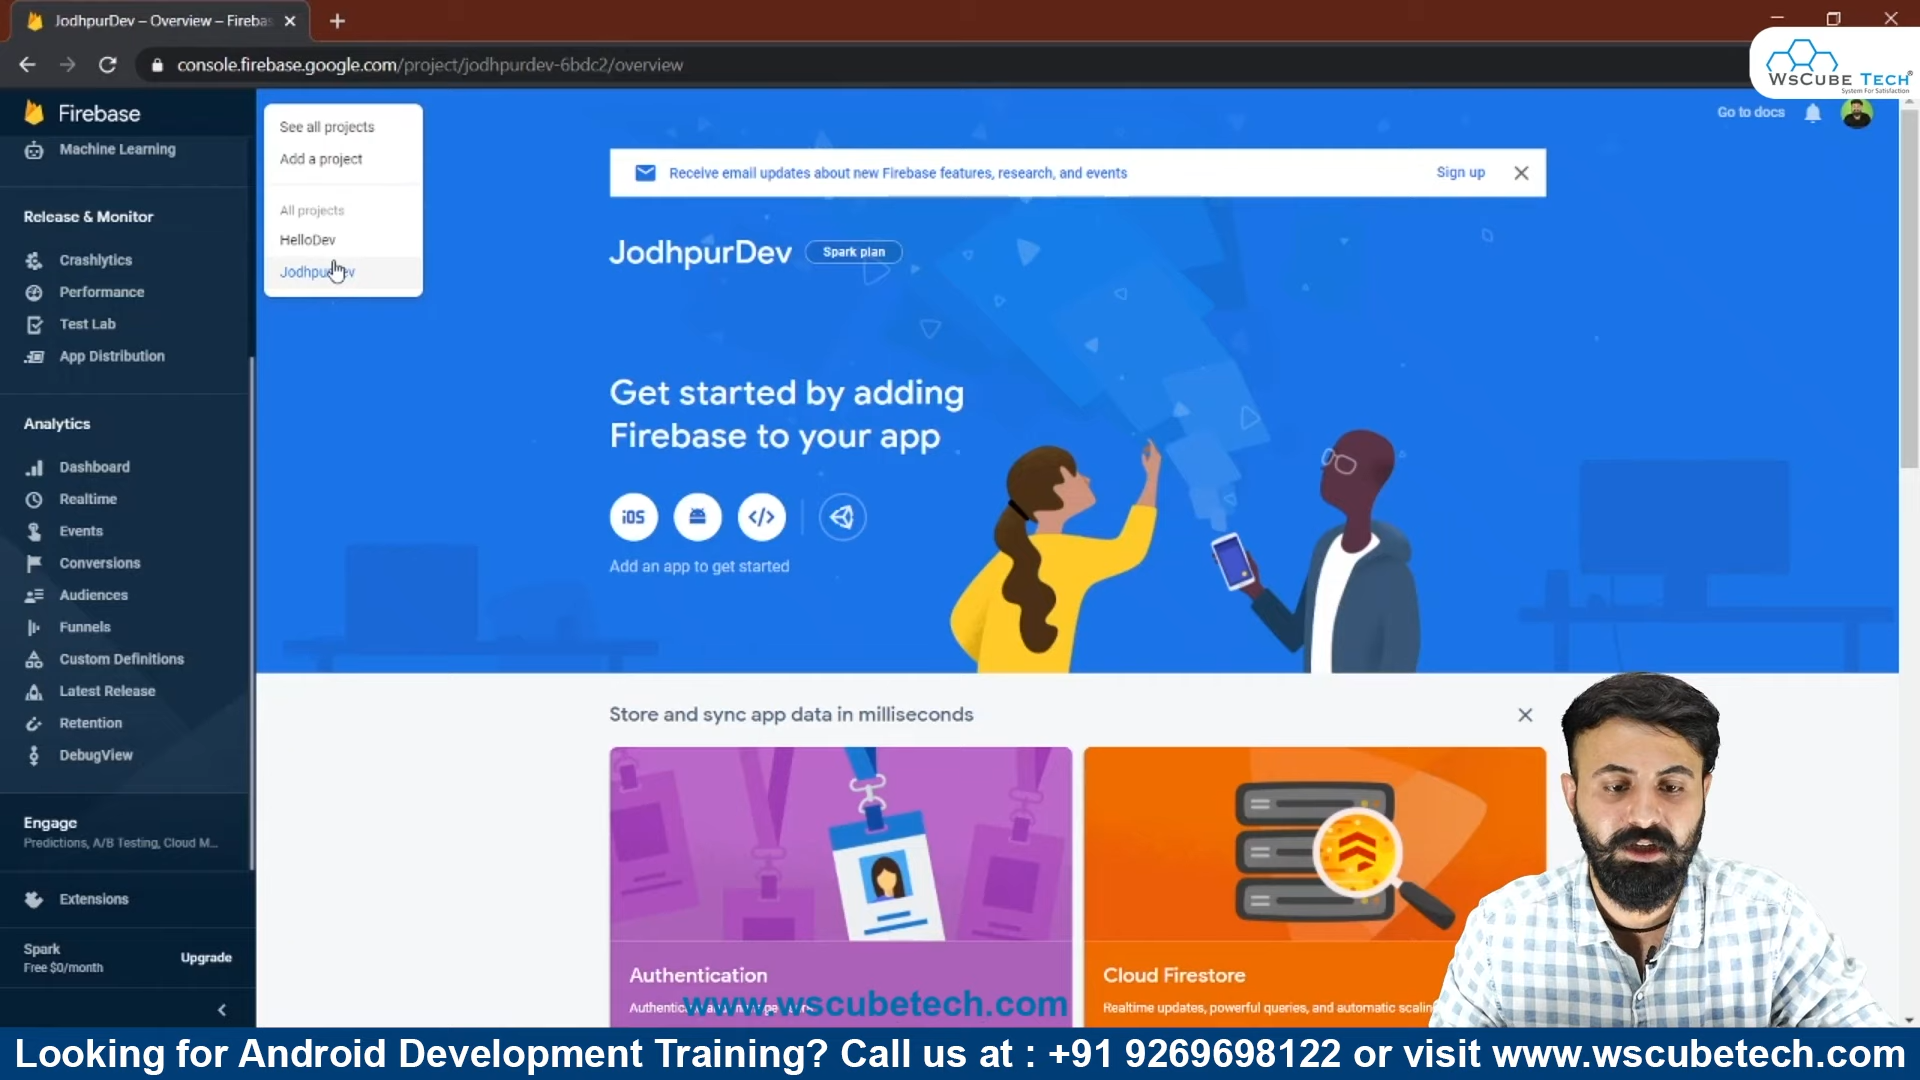 JodhpurDev – Overview – Firebas
console.firebase.google.com/project/jodhpurdev-6bdc2/overview
WsCube Tech®
System For Satisfaction
Firebase
Machine Learning
Release & Monitor
Crashlytics
Performance
Test Lab
App Distribution
Analytics
Dashboard
Realtime
Events
Conversions
Audiences
Funnels
Custom Definitions
Latest Release
Retention
DebugView
Engage
Predictions, A/B Testing, Cloud M...
Extensions
Spark
Free $0/month
Upgrade
See all projects
Add a project
All projects
HelloDev
JodhpurDev
Go to docs
Receive email updates about new Firebase features, research, and events
Sign up
JodhpurDev
Spark plan
Get started by adding
Firebase to your app
iOS
</>
Add an app to get started
Store and sync app data in milliseconds
Authentication
Cloud Firestore
Realtime updates, powerful queries, and automatic scalin
www.wscubetech.com
Looking for Android Development Training? Call us at : +91 9269698122 or visit www.wscubetech.com